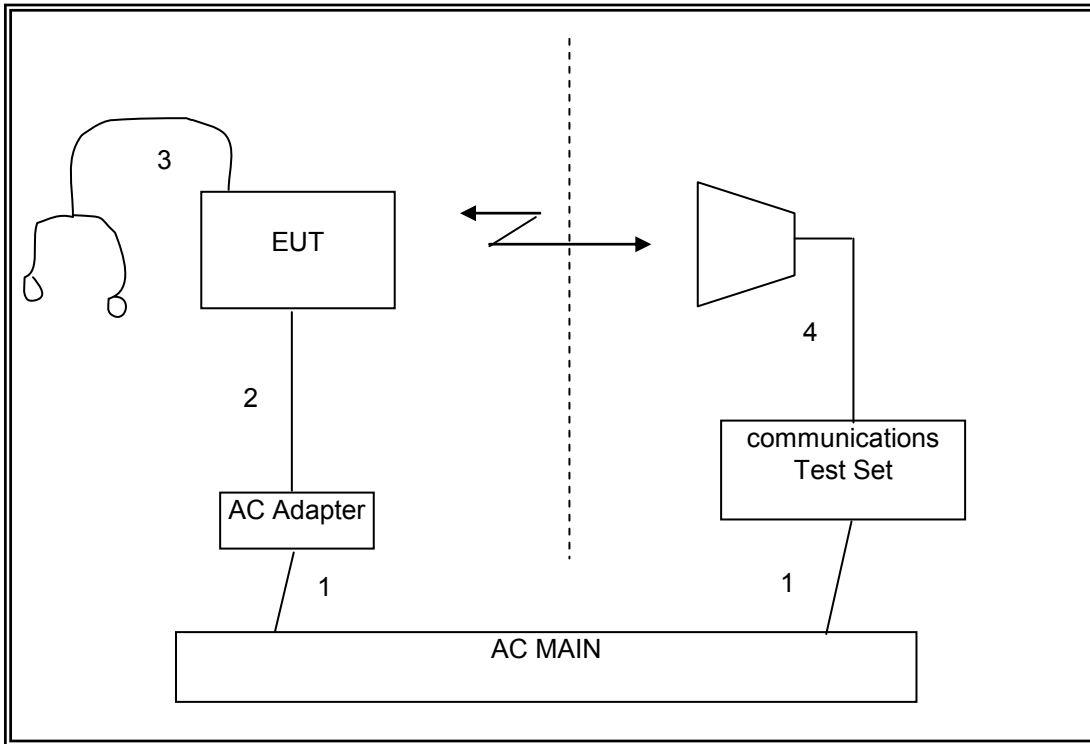 3
EUT
4
2
communications
Test Set
AC Adapter
1
1
AC MAIN